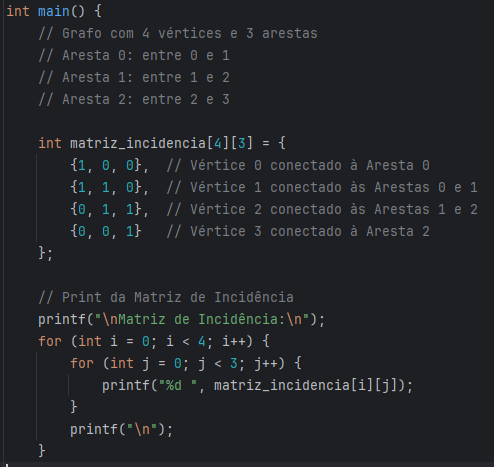 int main() {
    // Grafo com 4 vértices e 3 arestas
    // Aresta 0: entre 0 e 1
    // Aresta 1: entre 1 e 2
    // Aresta 2: entre 2 e 3

    int matriz_incidencia[4][3] = {
        {1, 0, 0},  // Vértice 0 conectado à Aresta 0
        {1, 1, 0},  // Vértice 1 conectado às Arestas 0 e 1
        {0, 1, 1},  // Vértice 2 conectado às Arestas 1 e 2
        {0, 0, 1}   // Vértice 3 conectado à Aresta 2
    };

    // Print da Matriz de Incidência
    printf("\nMatriz de Incidência:\n");
    for (int i = 0; i < 4; i++) {
        for (int j = 0; j < 3; j++) {
            printf("%d ", matriz_incidencia[i][j]);
        }
        printf("\n");
    }